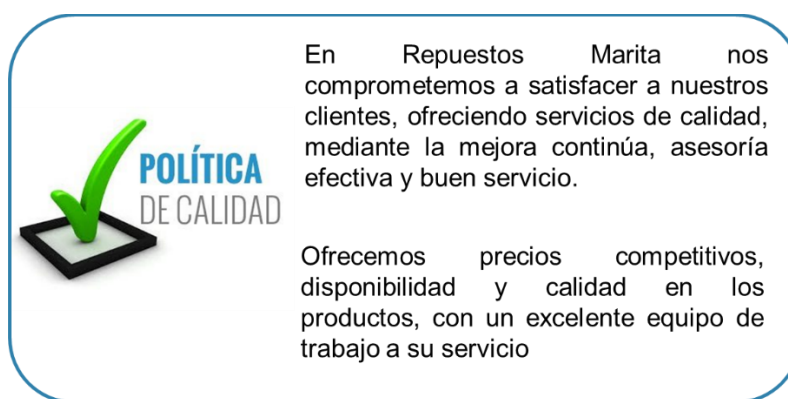 POLÍTICA
DE CALIDAD
En Repuestos Marita nos
comprometemos a satisfacer a nuestros
clientes, ofreciendo servicios de calidad,
mediante la mejora continúa, asesoría
efectiva y buen servicio.
Ofrecemos precios competitivos,
disponibilidad y calidad en los
productos, con un excelente equipo de
trabajo a su servicio